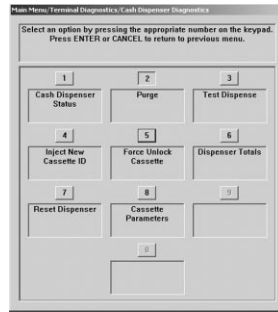 Main Menu/Terminal Diagnostics/Cash Dispenser Diagnostics
Select an option by pressing the appropriate number on the keypad.
Press ENTER or CANCEL to return to previous menu.
1 2 3
Cash Dispenser Status Purge Test Dispense
4 5 6
Inject New Cassette ID Force Unlock Cassette Dispenser Totals
7 8 9
Reset Dispenser Cassette Parameters
0